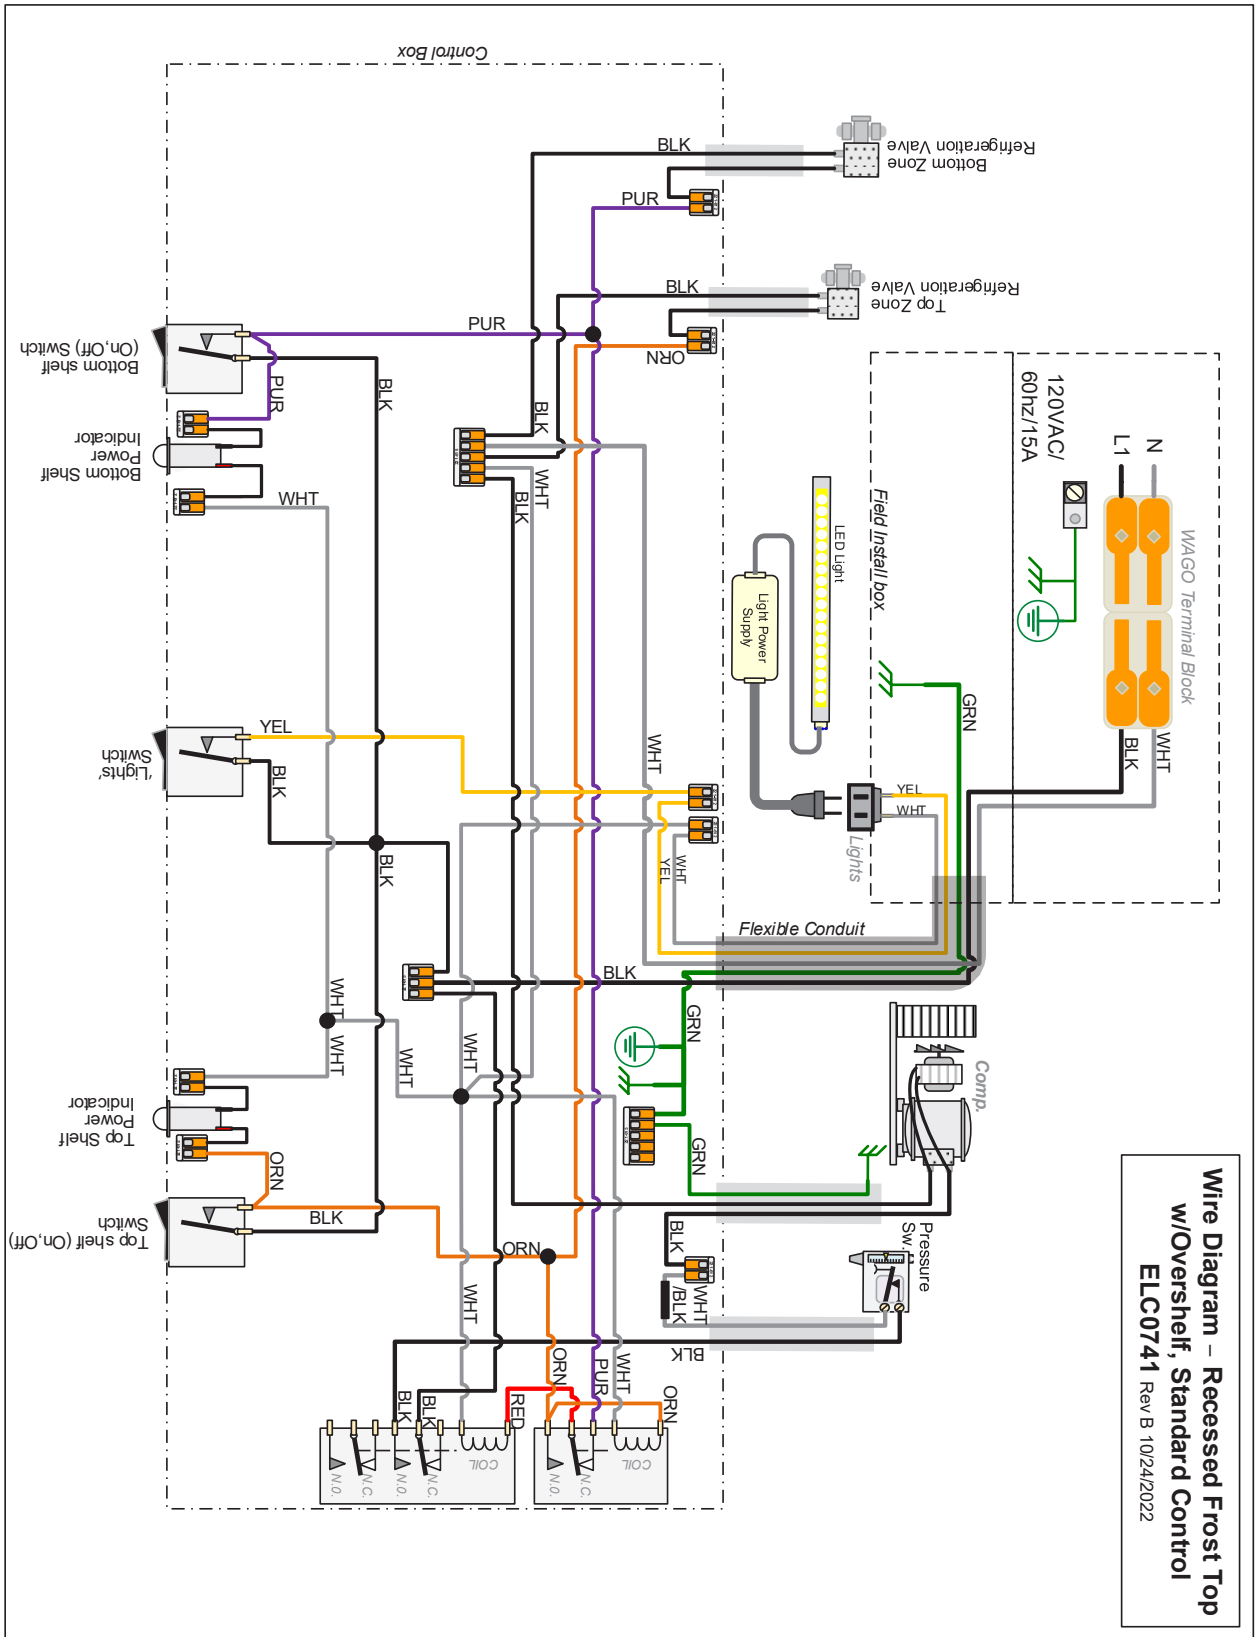 Control Box
BLK
Bottom Zone
Refrigeration Valve
PUR
BLK
Top Zone
Refrigeration Valve
PUR
ORN
Bottom shelf
(On,Off) Switch
BLK
PUR
Bottom Shelf
Power
Indicator
WHT
BLK
WHT
BLK
120VAC/
60hz/15A
L1
N
WAGO Terminal Block
Field Install box
LED Light
Light Power
Supply
GRN
BLK
WHT
YEL
'Lights'
Switch
BLK
WHT
YEL
WHT
Lights
WHT
YEL
BLK
Flexible Conduit
BLK
WHT
WHT
WHT
WHT
GRN
GRN
Comp.
Top Shelf
Power
Indicator
ORN
BLK
Top shelf (On,Off)
Switch
ORN
BLK
WHT
/BLK
Pressure
Sw.
BLK
WHT
ORN
PUR
WHT
ORN
BLK
BLK
RED
N.O.
N.C.
N.O.
N.C.
COIL
N.O.
N.C.
COIL
Wire Diagram – Recessed Frost Top
w/Overshelf, Standard Control
ELC0741 Rev B 10/24/2022